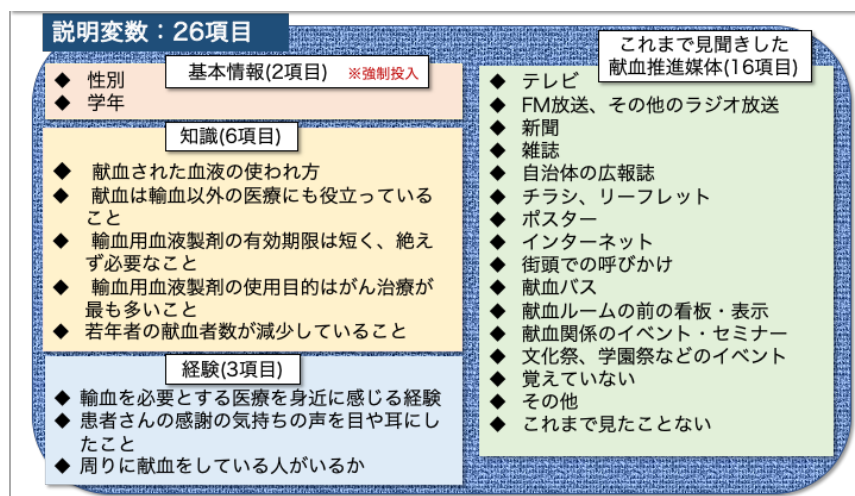 説明変数：26項目
基本情報(2項目) ※強制投入
◆ 性別
◆ 学年
知識(6項目)
◆ 献血された血液の使われ方
◆ 献血は輸血以外の医療にも役立っている
こと
◆ 輸血用血液製剤の有効期限は短く、絶え
ず必要なこと
◆ 輸血用血液製剤の使用目的はがん治療が
最も多いこと
◆ 若年者の献血者数が減少していること
経験(3項目)
◆ 輸血を必要とする医療を身近に感じる経験
◆ 患者さんの感謝の気持ちの声を目や耳にし
たこと
◆ 周りに献血をしている人がいるか
これまで見聞きした
献血推進媒体(16項目)
◆ テレビ
◆ FM放送、その他のラジオ放送
◆ 新聞
◆ 雑誌
◆ 自治体の広報誌
◆ チラシ、リーフレット
◆ ポスター
◆ インターネット
◆ 街頭での呼びかけ
◆ 献血バス
◆ 献血ルームの前の看板・表示
◆ 献血関係のイベント・セミナー
◆ 文化祭、学園祭などのイベント
◆ 覚えていない
◆ その他
◆ これまで見たことない